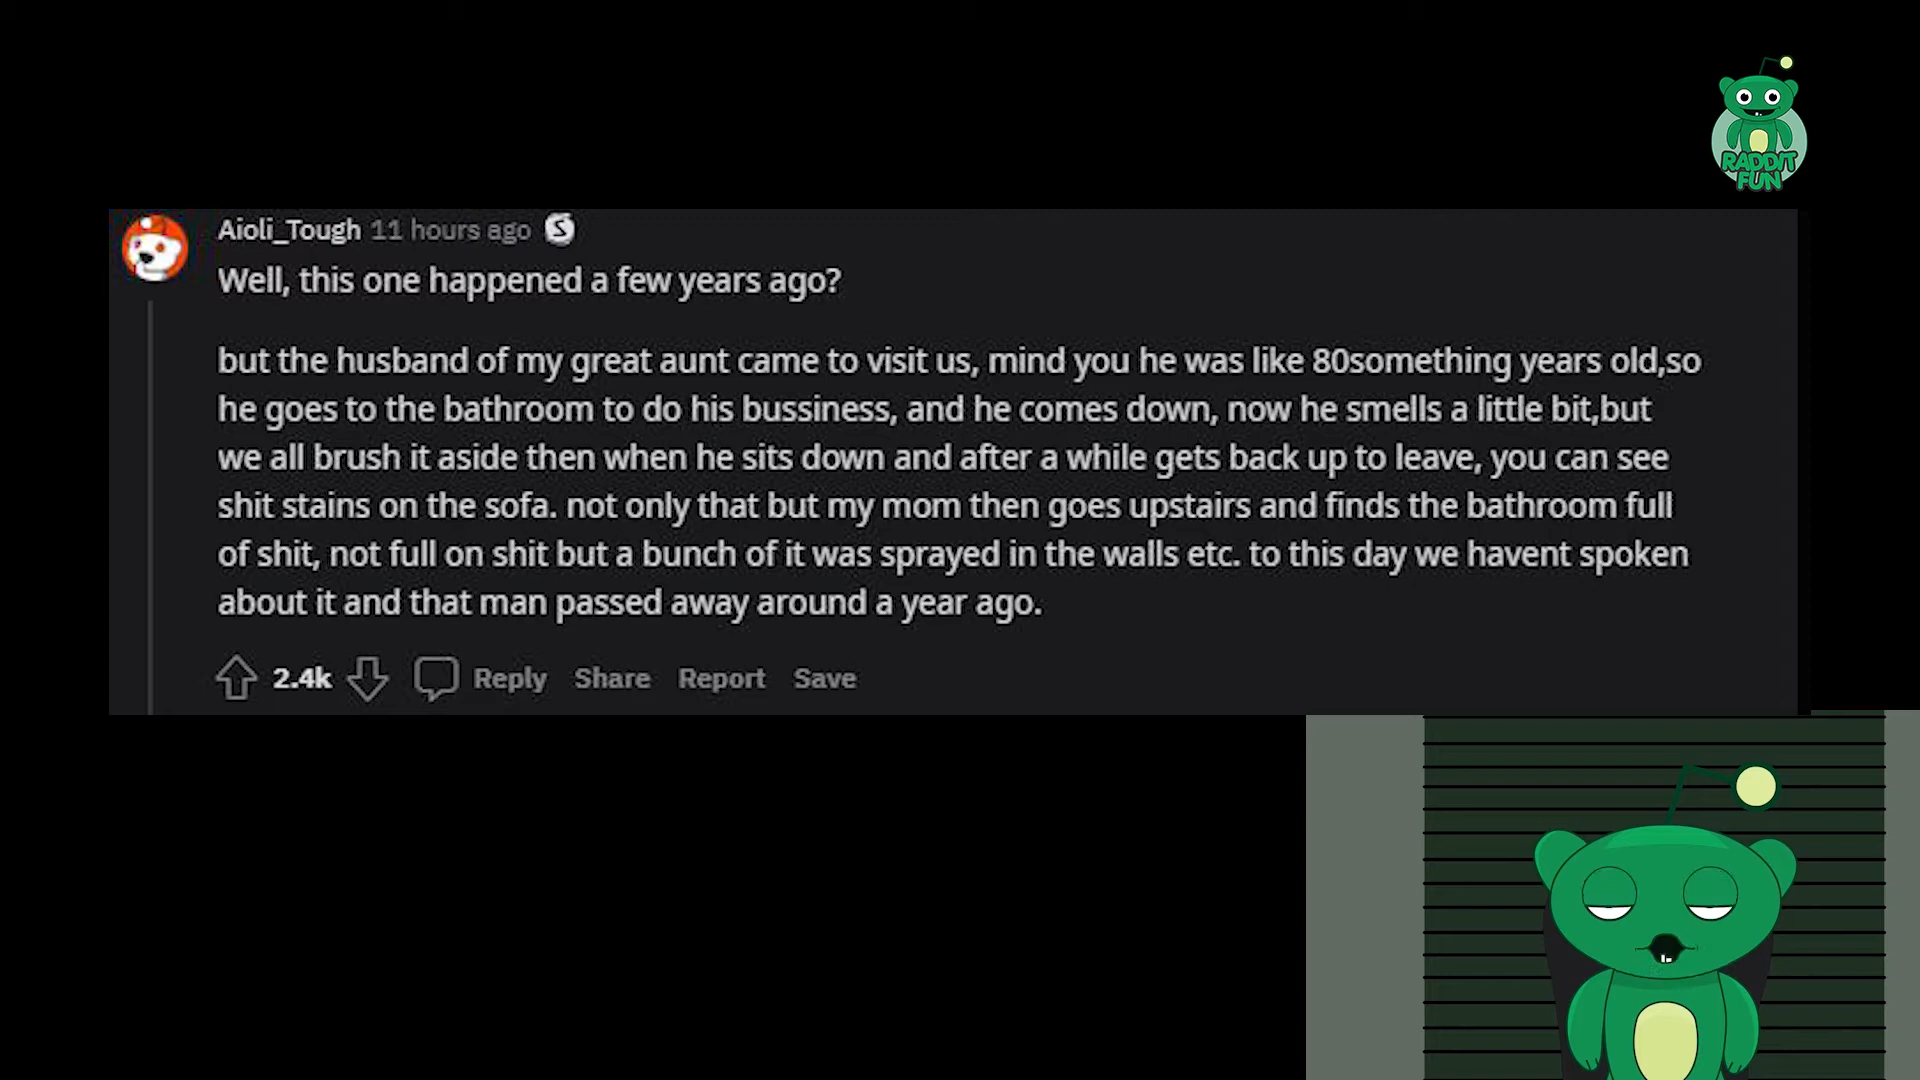 RADDIT
FUN
Aioli_Tough 11 hours ago
Well, this one happened a few years ago?
but the husband of my great aunt came to visit us, mind you he was like 80something years old,so
he goes to the bathroom to do his bussiness, and he comes down, now he smells a little bit,but
we all brush it aside then when he sits down and after a while gets back up to leave, you can see
shit stains on the sofa. not only that but my mom then goes upstairs and finds the bathroom full
of shit, not full on shit but a bunch of it was sprayed in the walls etc. to this day we havent spoken
about it and that man passed away around a year ago.
2.4k Reply Share Report Save